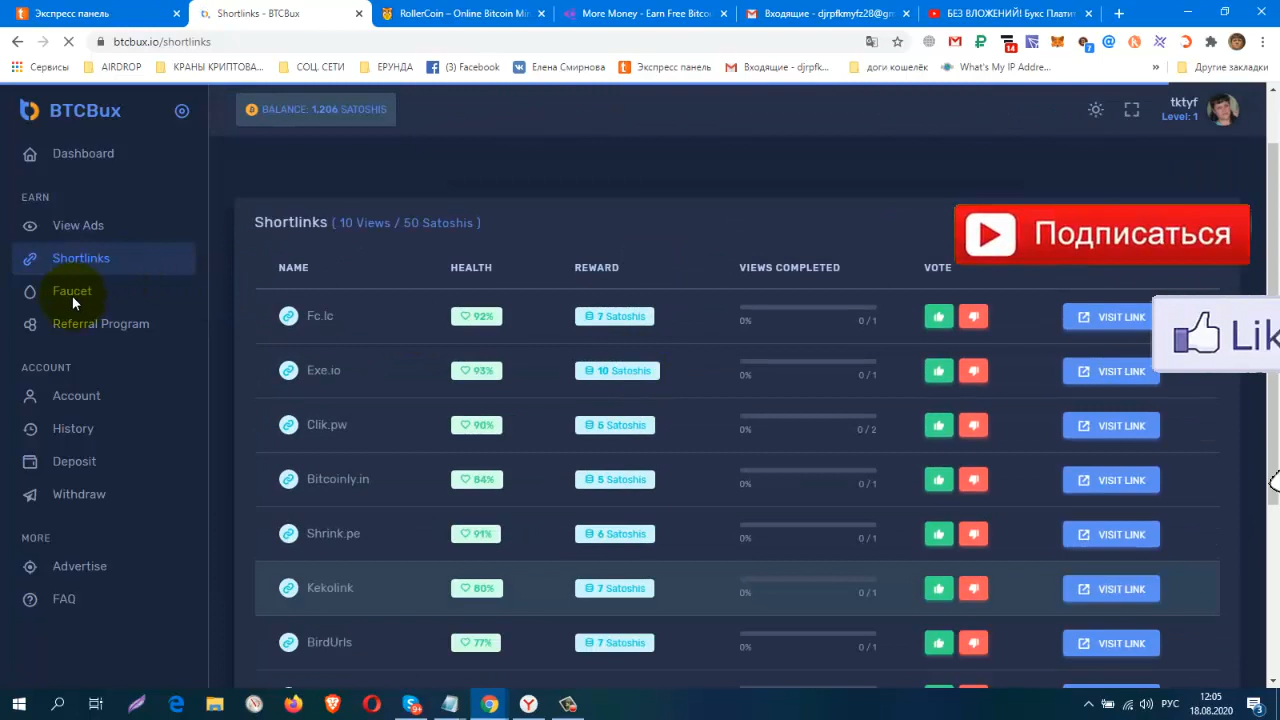 Экспресс панель
Shortlinks - BTCBux
RollerCoin – Online Bitcoin Min
More Money - Earn Free Bitcoi
Входящие - djrpfkmyfz28@gm
БЕЗ ВЛОЖЕНИЙ! Букс Платит
btcbux.io/shortlinks
Сервисы
AIRDROP
КРАНЫ КРИПТОВА...
СОЦ. СЕТИ
ЕРУНДА
(3) Facebook
Елена Смирнова
Экспресс панель
Входящие - djrpfk...
доги кошелёк
What's My IP Addre...
»
Другие закладки
BTCBux
BALANCE: 1,206 SATOSHIS
tktyf
Level: 1
Dashboard
EARN
View Ads
Shortlinks
Faucet
Referral Program
ACCOUNT
Account
History
Deposit
Withdraw
MORE
Advertise
FAQ
Shortlinks ( 10 Views / 50 Satoshis )
Подписаться
Lik
NAME HEALTH REWARD VIEWS COMPLETED VOTE
Fc.lc 92% 7 Satoshis 0% 0 / 1 VISIT LINK
Exe.io 93% 10 Satoshis 0% 0 / 1 VISIT LINK
Clik.pw 90% 5 Satoshis 0% 0 / 2 VISIT LINK
Bitcoinly.in 84% 5 Satoshis 0% 0 / 1 VISIT LINK
Shrink.pe 91% 6 Satoshis 0% 0 / 1 VISIT LINK
Kekolink 80% 7 Satoshis 0% 0 / 1 VISIT LINK
BirdUrls 77% 7 Satoshis 0% 0 / 1 VISIT LINK
РУС
12:05
18.08.2020